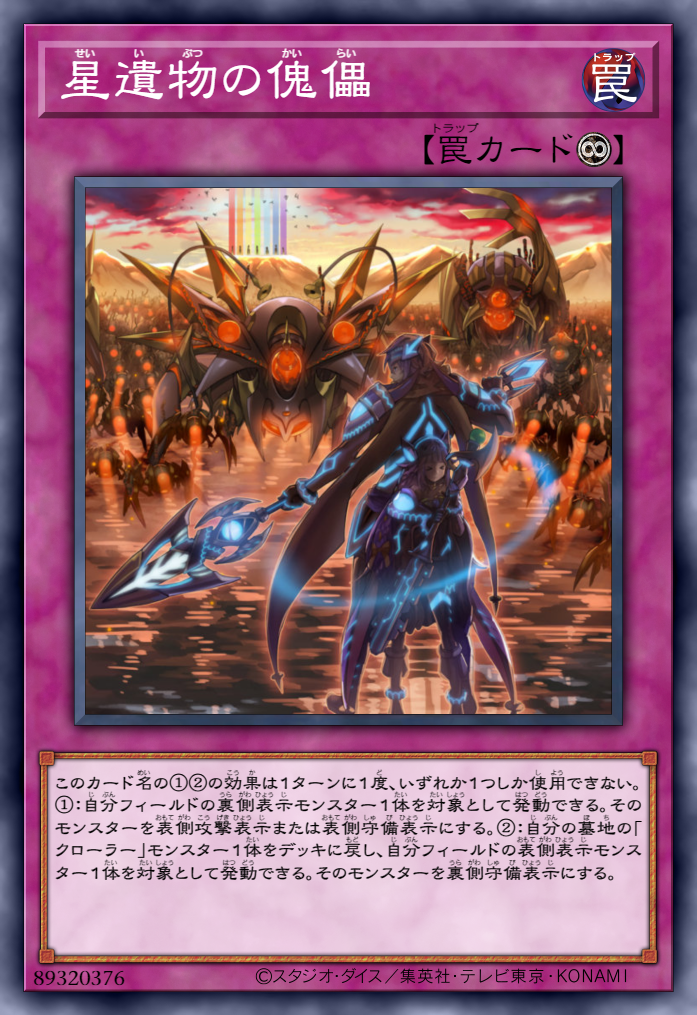 星遺物の傀儡
罠
【罠カード】
このカード名の①②の効果は1ターンに1度、いずれか1つしか使用できない。
①:自分フィールドの裏側表示モンスター1体を対象として発動できる。その
モンスターを表側攻撃表示または表側守備表示にする。②:自分の墓地の「
クローラー」モンスター1体をデッキに戻し、自分フィールドの表側表示モンス
ター1体を対象として発動できる。そのモンスターを裏側守備表示にする。
89320376 ©スタジオ・ダイス/集英社・テレビ東京・KONAMI